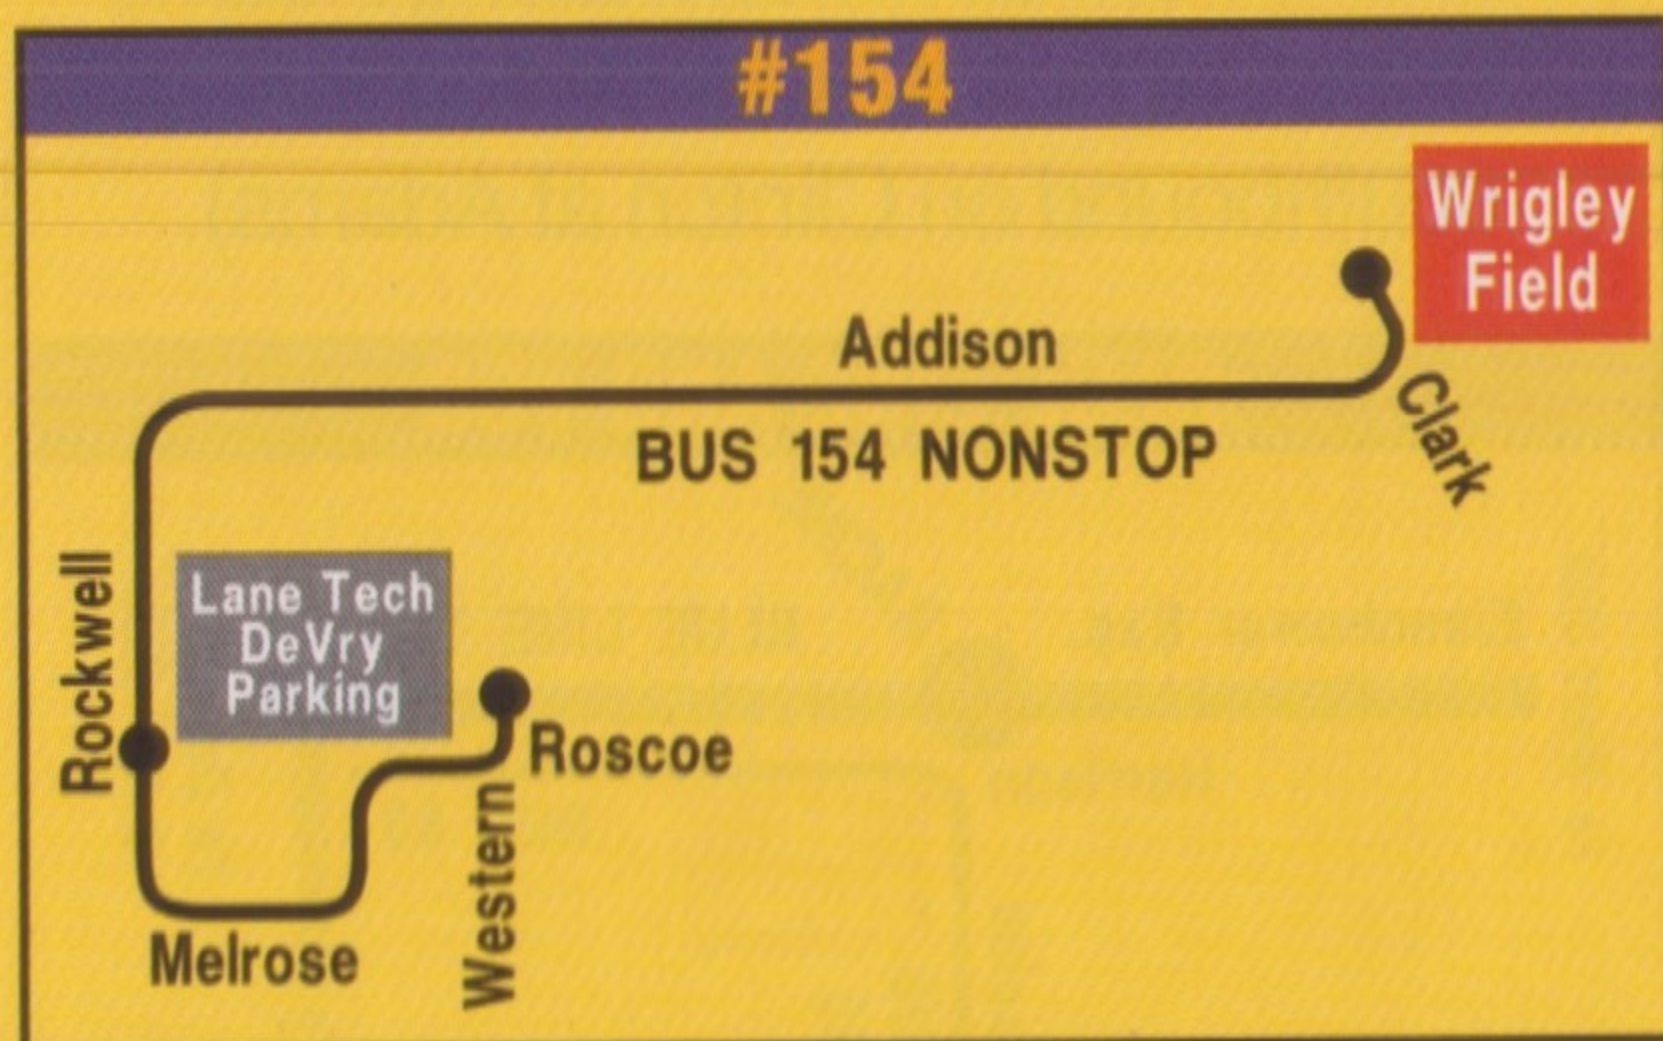 #154
Wrigley
Field
Addison
BUS 154 NONSTOP
Clark
Rockwell
Lane Tech
DeVry
Parking
Roscoe
Western
Melrose